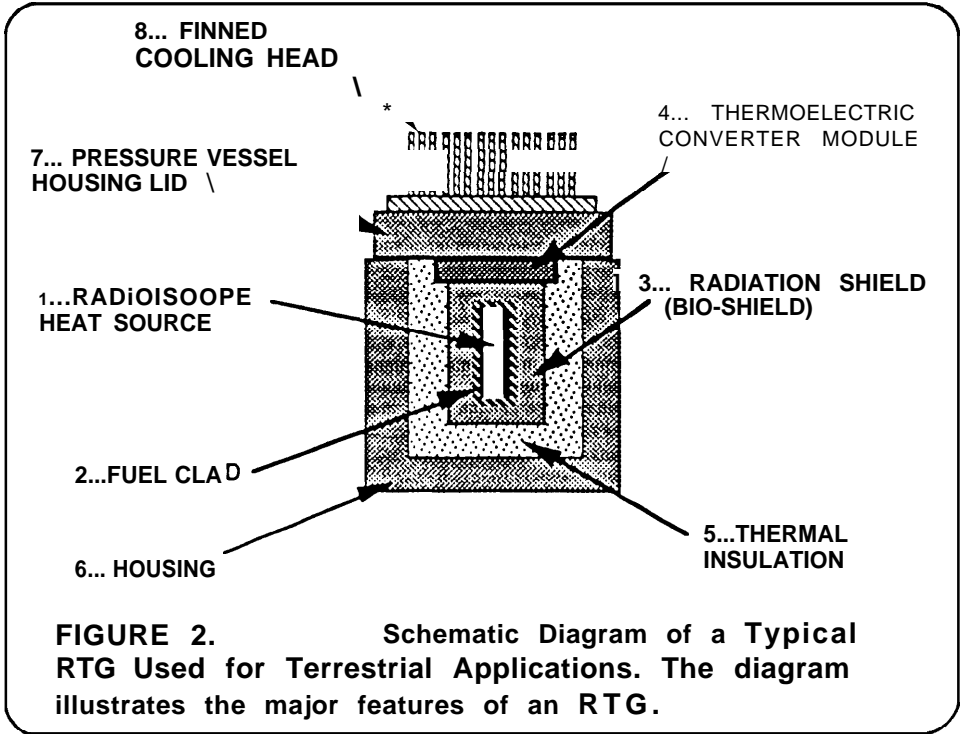 8... FINNED
COOLING HEAD
\
*
4... THERMOELECTRIC
CONVERTER MODULE
7... PRESSURE VESSEL
HOUSING LID \
1...RADiOISOOPE
HEAT SOURCE
3... RADIATION SHIELD
(BIO-SHIELD)
2...FUEL CLAD
5...THERMAL
INSULATION
6... HOUSING
FIGURE 2. Schematic Diagram of a Typical
RTG Used for Terrestrial Applications. The diagram
illustrates the major features of an RTG.